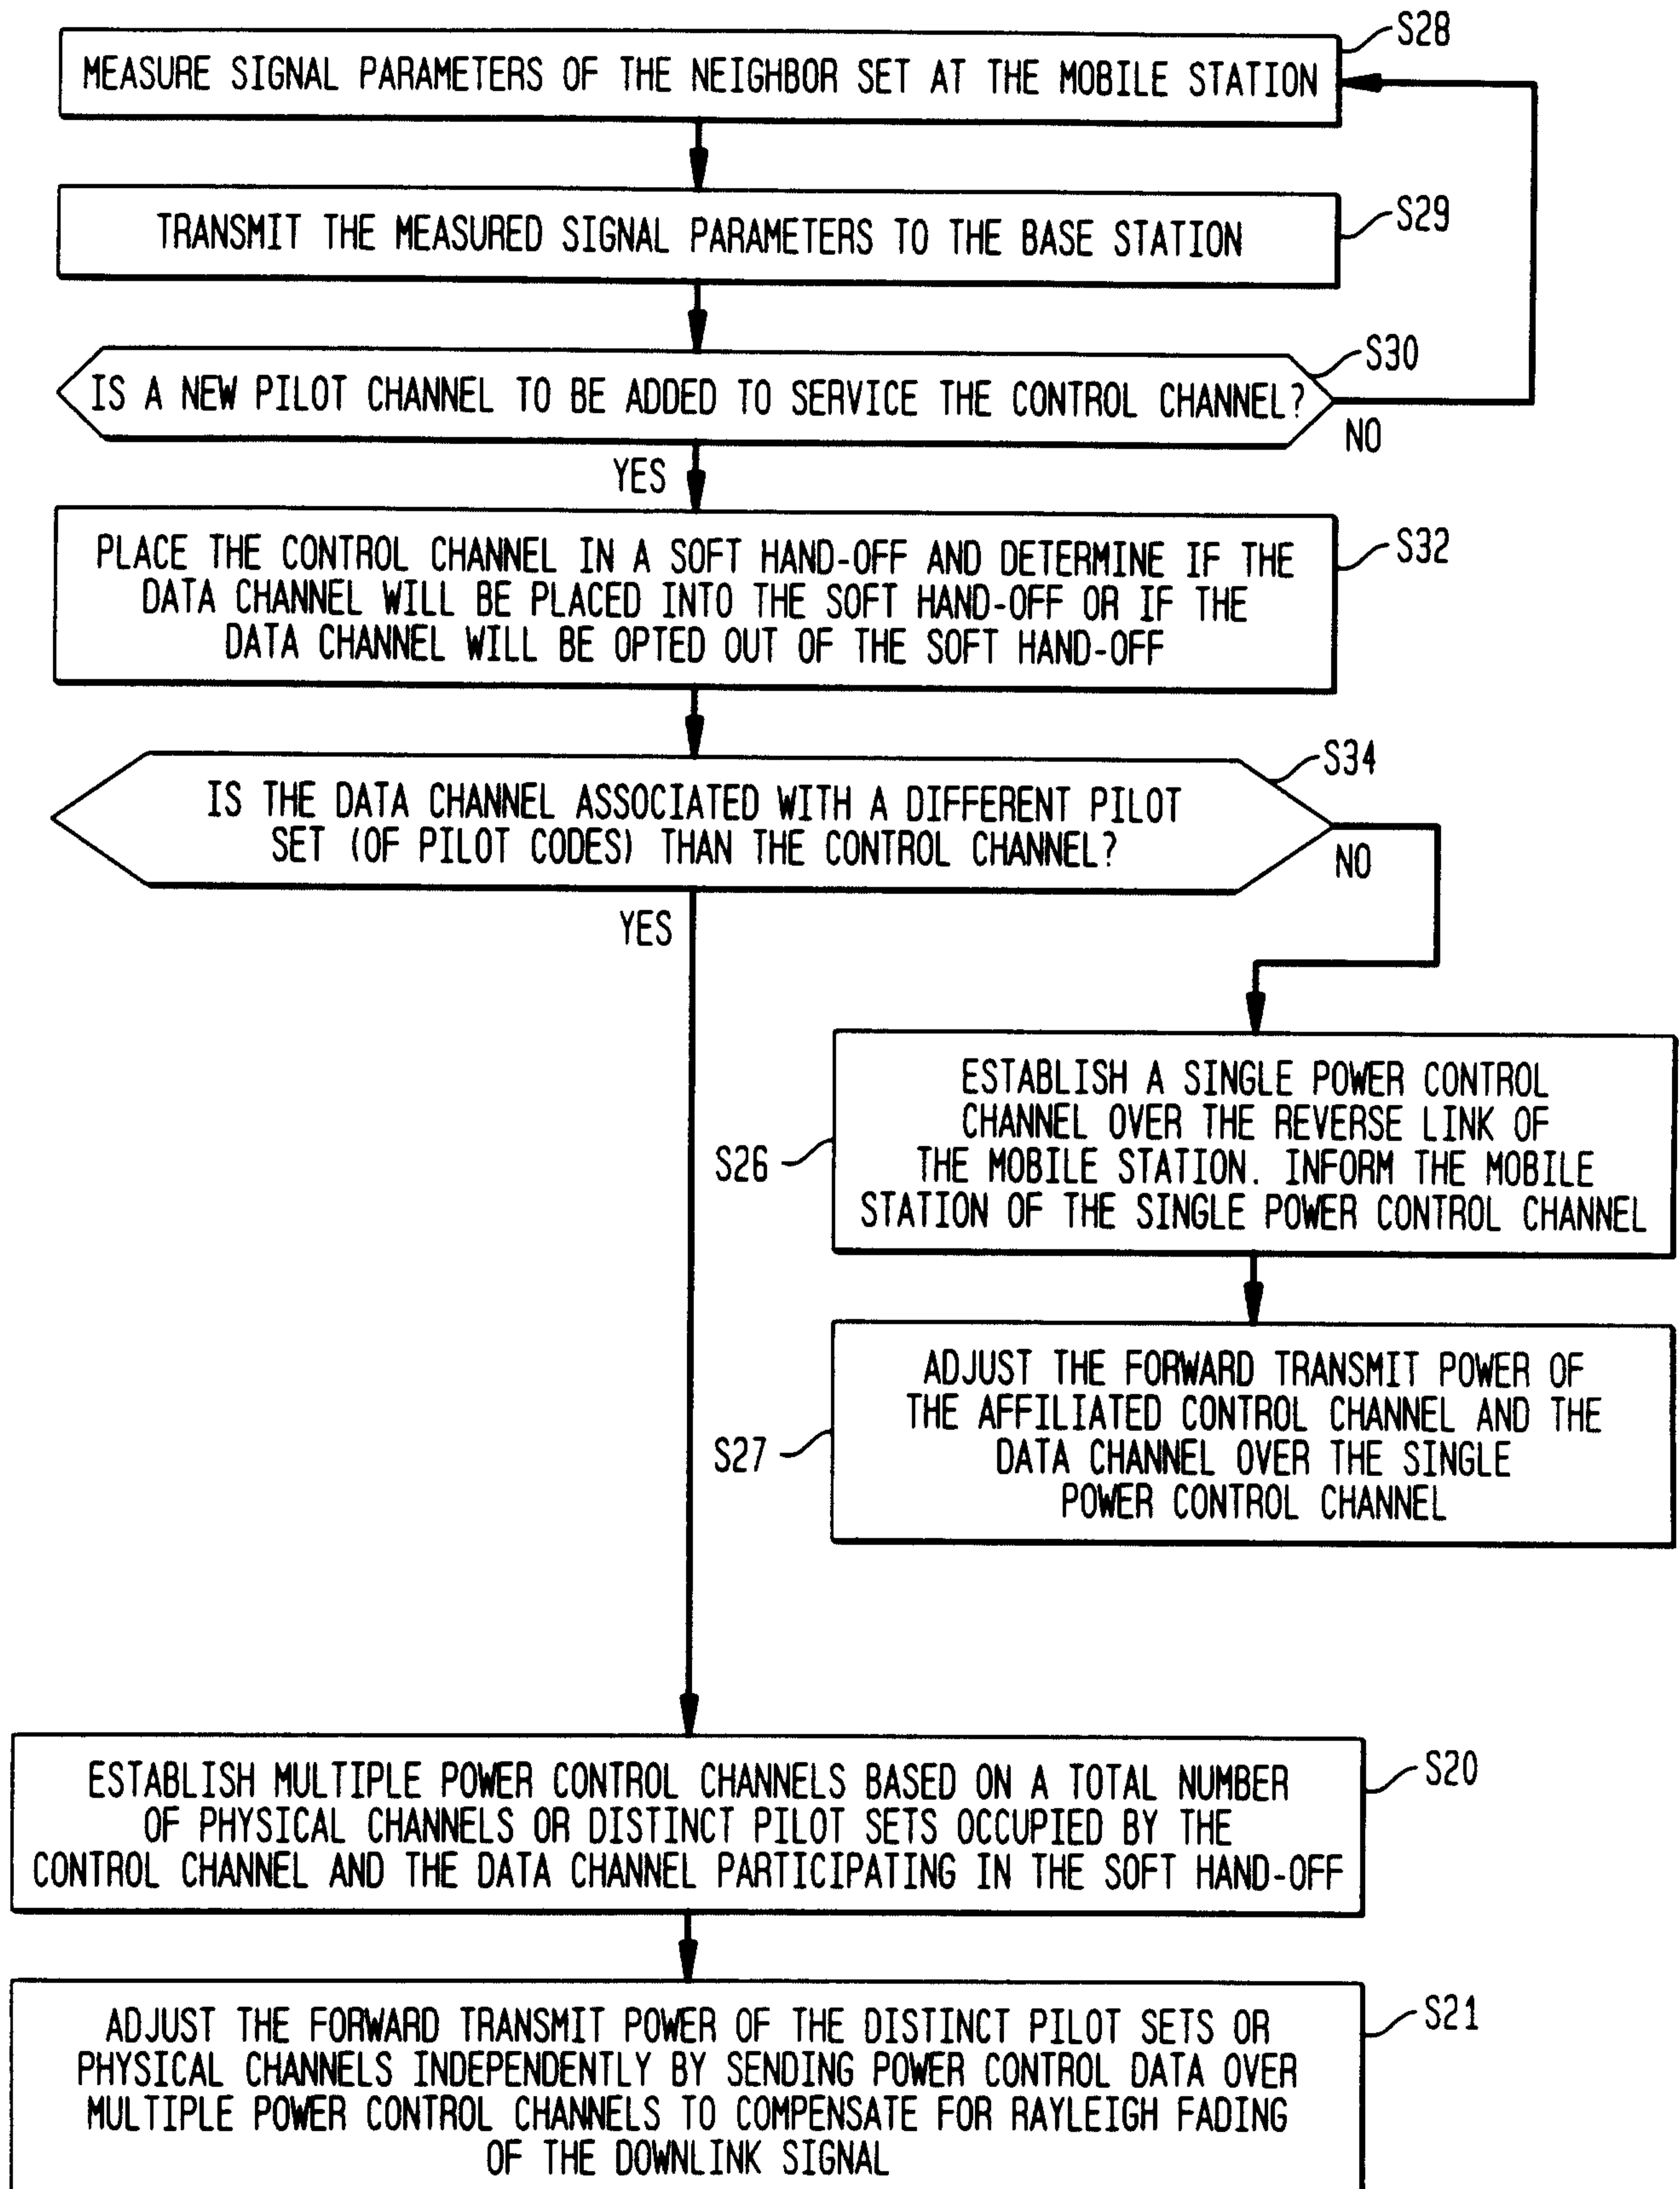 S28
MEASURE SIGNAL PARAMETERS OF THE NEIGHBOR SET AT THE MOBILE STATION
S29
TRANSMIT THE MEASURED SIGNAL PARAMETERS TO THE BASE STATION
S30
IS A NEW PILOT CHANNEL TO BE ADDED TO SERVICE THE CONTROL CHANNEL?
NO
YES
S32
PLACE THE CONTROL CHANNEL IN A SOFT HAND-OFF AND DETERMINE IF THE
DATA CHANNEL WILL BE PLACED INTO THE SOFT HAND-OFF OR IF THE
DATA CHANNEL WILL BE OPTED OUT OF THE SOFT HAND-OFF
S34
IS THE DATA CHANNEL ASSOCIATED WITH A DIFFERENT PILOT
SET (OF PILOT CODES) THAN THE CONTROL CHANNEL?
NO
YES
S26
ESTABLISH A SINGLE POWER CONTROL
CHANNEL OVER THE REVERSE LINK OF
THE MOBILE STATION. INFORM THE MOBILE
STATION OF THE SINGLE POWER CONTROL CHANNEL
S27
ADJUST THE FORWARD TRANSMIT POWER OF
THE AFFILIATED CONTROL CHANNEL AND THE
DATA CHANNEL OVER THE SINGLE
POWER CONTROL CHANNEL
S20
ESTABLISH MULTIPLE POWER CONTROL CHANNELS BASED ON A TOTAL NUMBER
OF PHYSICAL CHANNELS OR DISTINCT PILOT SETS OCCUPIED BY THE
CONTROL CHANNEL AND THE DATA CHANNEL PARTICIPATING IN THE SOFT HAND-OFF
S21
ADJUST THE FORWARD TRANSMIT POWER OF THE DISTINCT PILOT SETS OR
PHYSICAL CHANNELS INDEPENDENTLY BY SENDING POWER CONTROL DATA OVER
MULTIPLE POWER CONTROL CHANNELS TO COMPENSATE FOR RAYLEIGH FADING
OF THE DOWNLINK SIGNAL